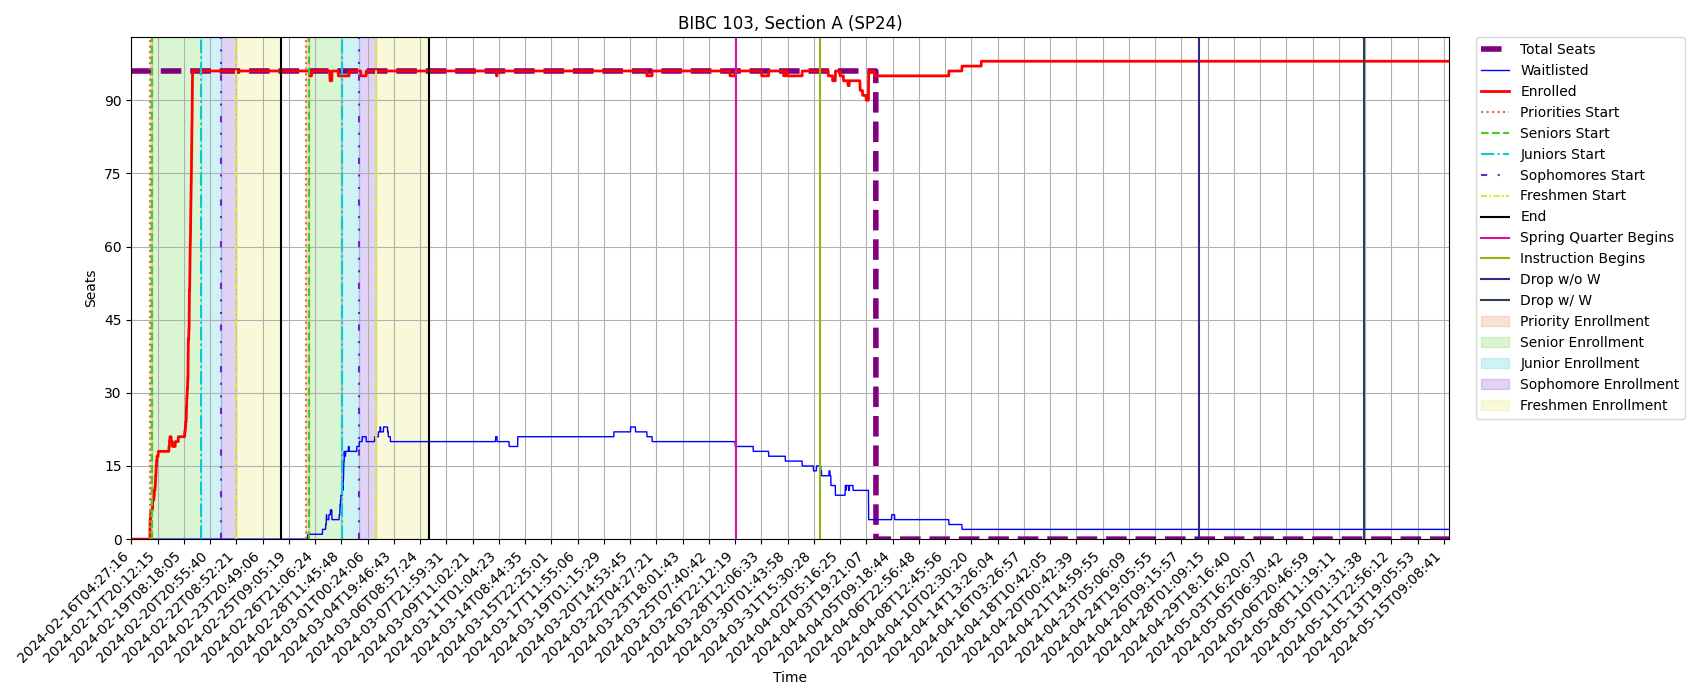 BIBC 103, Section A (SP24)
Seats
90
75
60
45
30
15
0
2024-02-16T04:27:16
2024-02-17T20:12:15
2024-02-19T08:18:05
2024-02-20T20:55:40
2024-02-22T08:52:21
2024-02-23T20:49:06
2024-02-25T09:05:19
2024-02-26T21:06:24
2024-02-28T11:45:48
2024-03-01T00:24:06
2024-03-04T19:46:43
2024-03-06T08:57:24
2024-03-07T21:59:31
2024-03-09T11:02:21
2024-03-11T01:04:23
2024-03-14T08:44:35
2024-03-15T22:25:01
2024-03-17T11:55:06
2024-03-19T01:15:29
2024-03-20T14:53:45
2024-03-22T04:27:21
2024-03-23T18:01:43
2024-03-25T07:40:42
2024-03-26T22:12:19
2024-03-28T12:06:33
2024-03-30T01:43:58
2024-03-31T15:30:28
2024-04-02T05:16:25
2024-04-03T19:21:07
2024-04-05T09:18:44
2024-04-06T22:56:48
2024-04-08T12:45:56
2024-04-10T02:30:20
2024-04-14T13:26:04
2024-04-16T03:26:57
2024-04-18T10:42:05
2024-04-20T00:42:39
2024-04-21T14:59:55
2024-04-23T05:06:09
2024-04-24T19:05:55
2024-04-26T09:15:57
2024-04-28T01:09:15
2024-04-29T18:16:40
2024-05-03T16:20:07
2024-05-05T06:30:42
2024-05-06T20:46:59
2024-05-08T11:19:11
2024-05-10T01:31:38
2024-05-11T22:56:12
2024-05-13T19:05:53
2024-05-15T09:08:41
Time
Total Seats
Waitlisted
Enrolled
Priorities Start
Seniors Start
Juniors Start
Sophomores Start
Freshmen Start
End
Spring Quarter Begins
Instruction Begins
Drop w/o W
Drop w/ W
Priority Enrollment
Senior Enrollment
Junior Enrollment
Sophomore Enrollment
Freshmen Enrollment